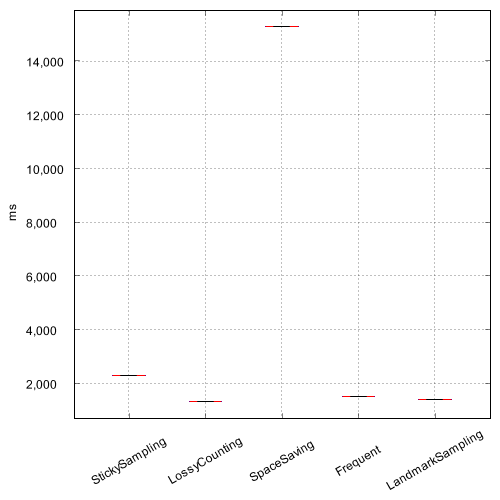 14,000
12,000
10,000
8,000
6,000
4,000
2,000
ms
StickySampling
LossyCounting
SpaceSaving
Frequent
LandmarkSampling